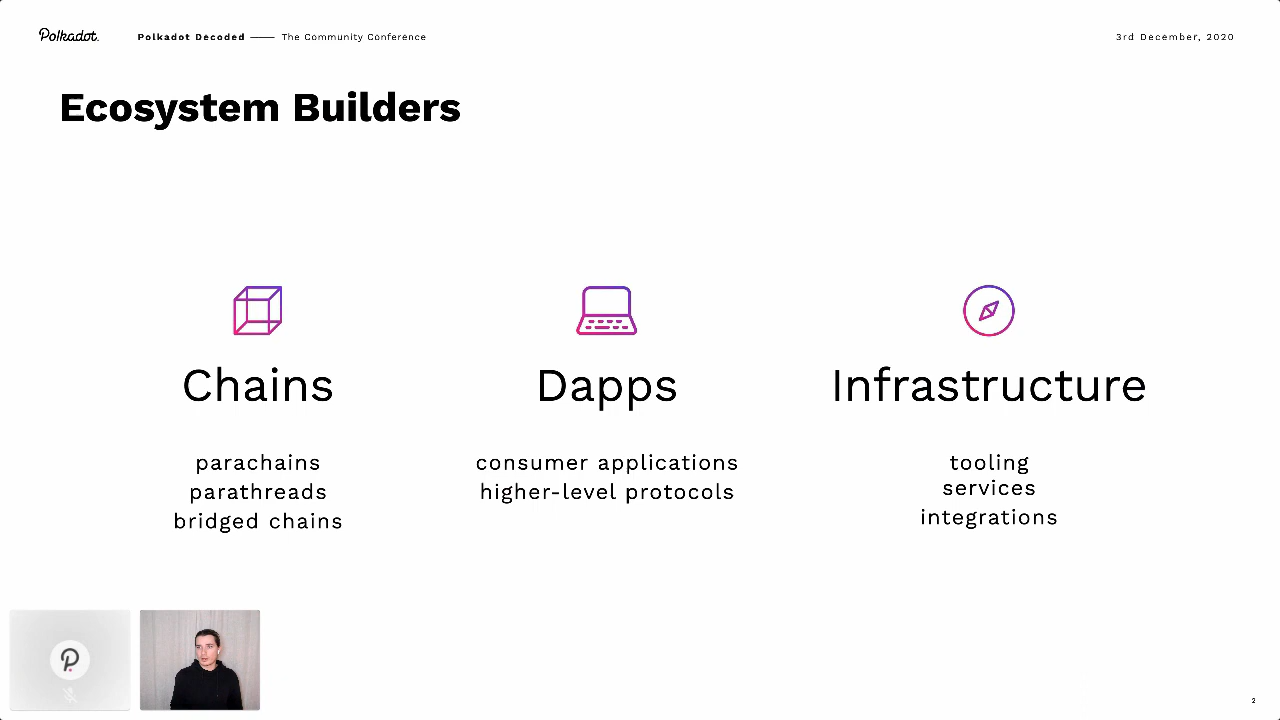 Polkadot.
Polkadot Decoded — The Community Conference
3rd December, 2020
Ecosystem Builders
Chains
Dapps
Infrastructure
parachains
parathreads
bridged chains
consumer applications
higher-level protocols
tooling
services
integrations
2